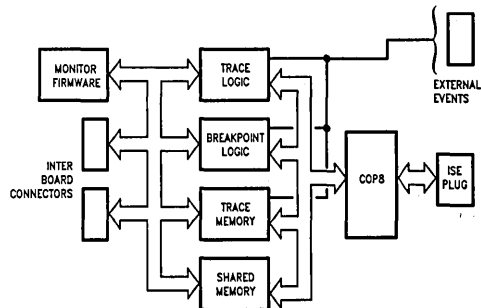 MONITOR
FIRMWARE
TRACE
LOGIC
EXTERNAL
EVENTS
BREAKPOINT
LOGIC
INTER
BOARD
CONNECTORS
COP8
ISE
PLUG
TRACE
MEMORY
SHARED
MEMORY